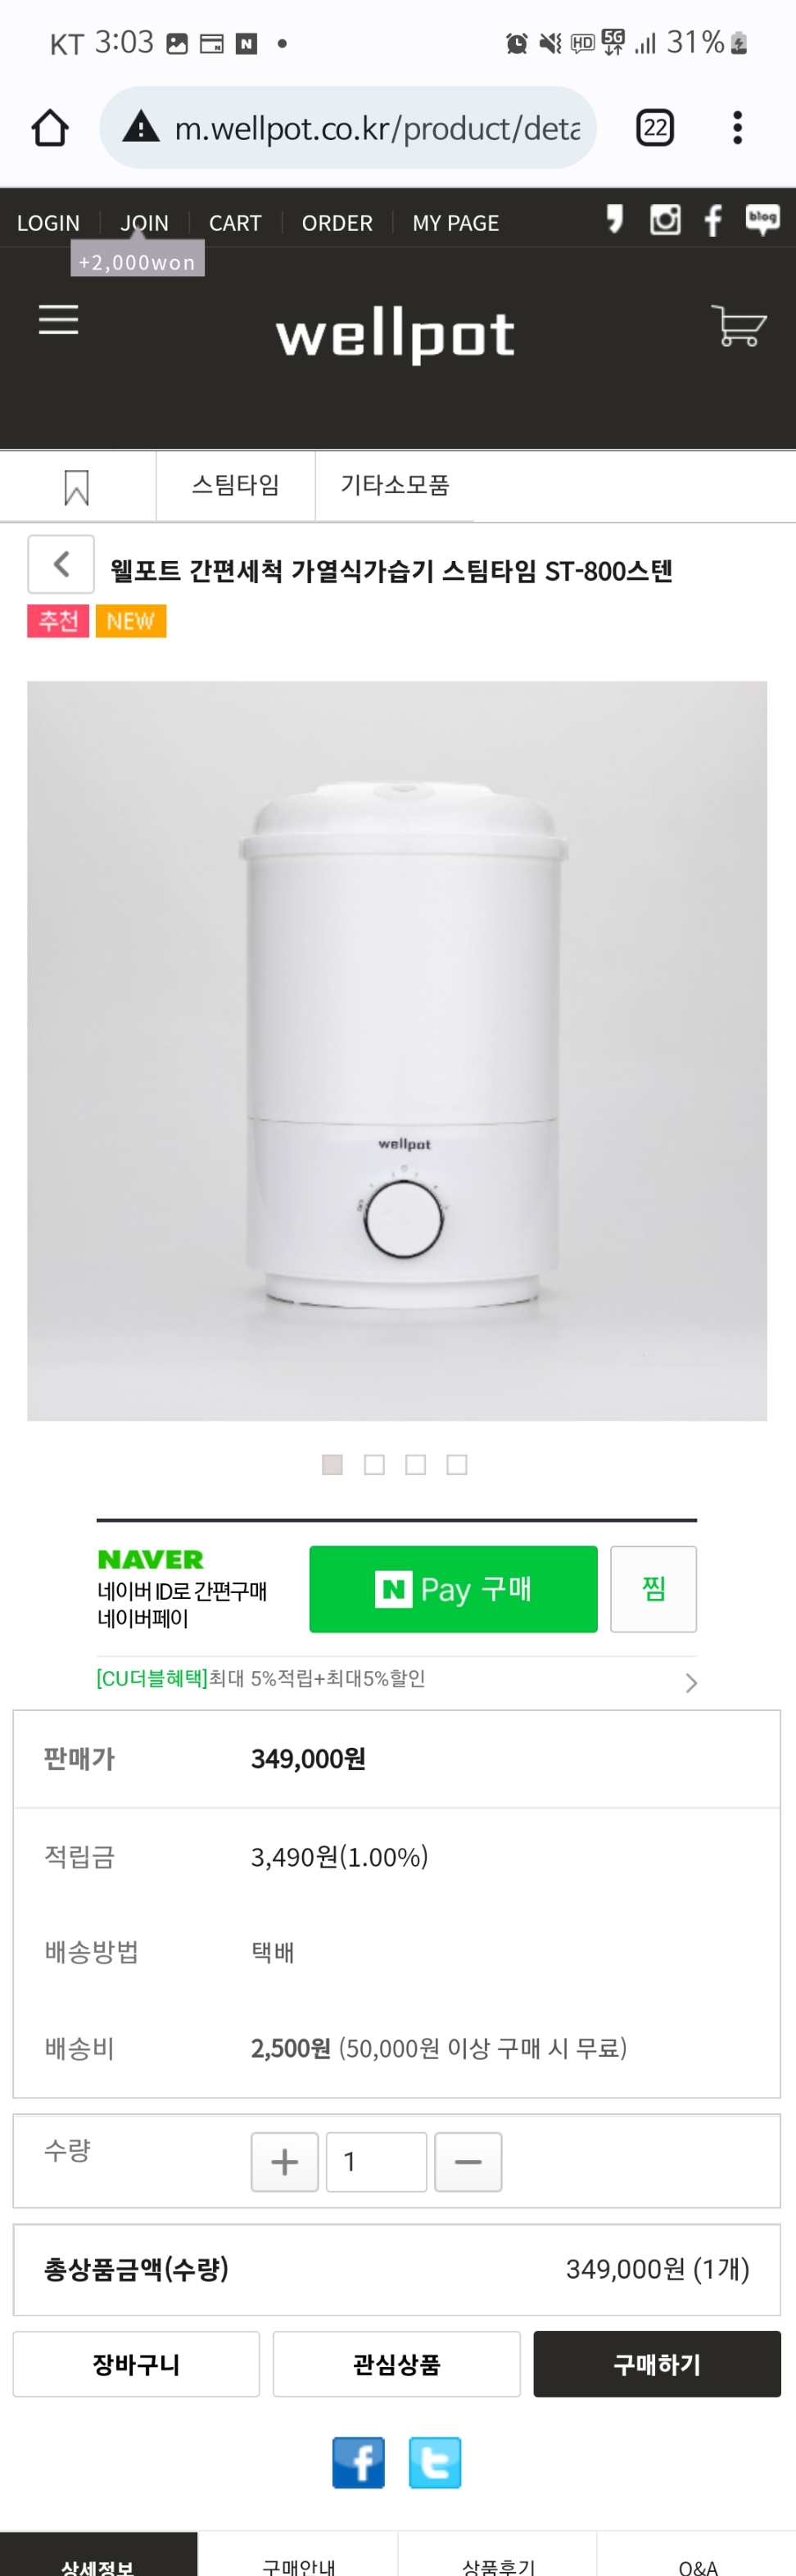 KT 3:03 N HD 5G 31%
m.wellpot.co.kr/product/deta
22
LOGIN JOIN CART ORDER MY PAGE blog
+2,000won
wellpot
스팀타임 기타소모품
웰포트 간편세척 가열식가습기 스팀타임 ST-800스텐
추천 NEW
wellpot
NAVER
네이버 ID로 간편구매
네이버페이
N Pay 구매
찜
[CU더블혜택]최대 5%적립+최대5%할인
판매가 349,000원
적립금 3,490원(1.00%)
배송방법 택배
배송비 2,500원 (50,000원 이상 구매 시 무료)
수량 + 1 −
총상품금액(수량) 349,000원 (1개)
장바구니 관심상품 구매하기
상세정보 구매안내 상품후기 Q&A